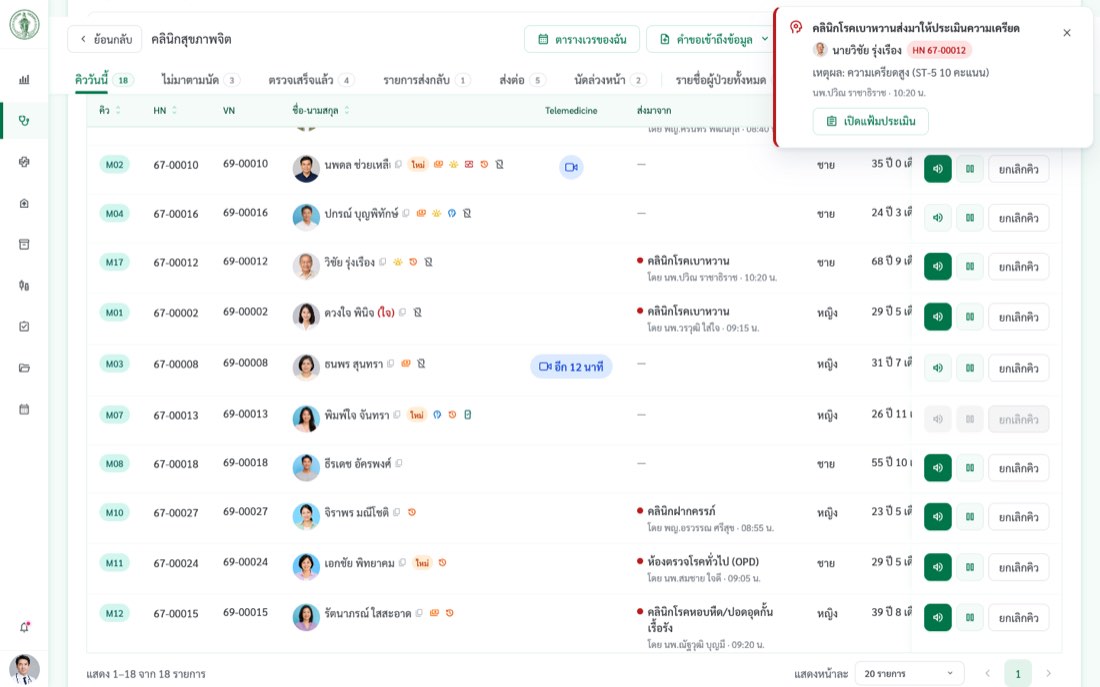 ย้อนกลับ
คลินิกสุขภาพจิต
ตารางเวรของฉัน
คำขอเข้าถึงข้อมูล
คลินิกโรคเบาหวานส่งมาให้ประเมินความเครียด
นายวิชัย รุ่งเรือง HN 67-00012
เหตุผล: ความเครียดสูง (ST-5 10 คะแนน)
นพ.ปวิณ ราชาธิราช · 10:20 น.
เปิดแฟ้มประเมิน
คิววันนี้ 18
ไม่มาตามนัด 3
ตรวจเสร็จแล้ว 4
รายการส่งกลับ 1
ส่งต่อ 5
นัดล่วงหน้า 2
รายชื่อผู้ป่วยทั้งหมด
คิว HN VN ชื่อ-นามสกุล Telemedicine ส่งมาจาก
M02 67-00010 69-00010 นพดล ช่วยเหลื ใหม่ — ชาย 35 ปี 0 เดื ยกเลิกคิว
M04 67-00016 69-00016 ปกรณ์ บุญพิทักษ์ — ชาย 24 ปี 3 เดื ยกเลิกคิว
M17 67-00012 69-00012 วิชัย รุ่งเรือง คลินิกโรคเบาหวาน ชาย 68 ปี 9 เดื ยกเลิกคิว
โดย นพ.ปวิณ ราชาธิราช · 10:20 น.
M01 67-00002 69-00002 ดวงใจ พินิจ (ใจ) คลินิกโรคเบาหวาน หญิง 29 ปี 5 เดื ยกเลิกคิว
โดย นพ.วรวุฒิ ใส่ใจ · 09:15 น.
M03 67-00008 69-00008 ธนพร สุนทรา อีก 12 นาที — หญิง 31 ปี 7 เดื ยกเลิกคิว
M07 67-00013 69-00013 พิมพ์ใจ จันทรา ใหม่ — หญิง 26 ปี 11 ยกเลิกคิว
M08 67-00018 69-00018 ธีรเดช อัครพงศ์ — ชาย 55 ปี 10 ยกเลิกคิว
M10 67-00027 69-00027 จิราพร มณีโชติ คลินิกฝากครรภ์ หญิง 23 ปี 5 เดื ยกเลิกคิว
โดย พญ.อรวรรณ ศรีสุข · 08:55 น.
M11 67-00024 69-00024 เอกชัย พิทยาคม ใหม่ ห้องตรวจโรคทั่วไป (OPD) ชาย 29 ปี 5 เดื ยกเลิกคิว
โดย นพ.สมชาย ใจดี · 09:05 น.
M12 67-00015 69-00015 รัตนาภรณ์ ใสสะอาด คลินิกโรคหอบหืด/ปอดอุดกั้น หญิง 39 ปี 8 เดื ยกเลิกคิว
เรื้อรัง
โดย นพ.ณัฐวุฒิ บุญมี · 09:20 น.
แสดง 1–18 จาก 18 รายการ
แสดงหน้าละ 20 รายการ 1